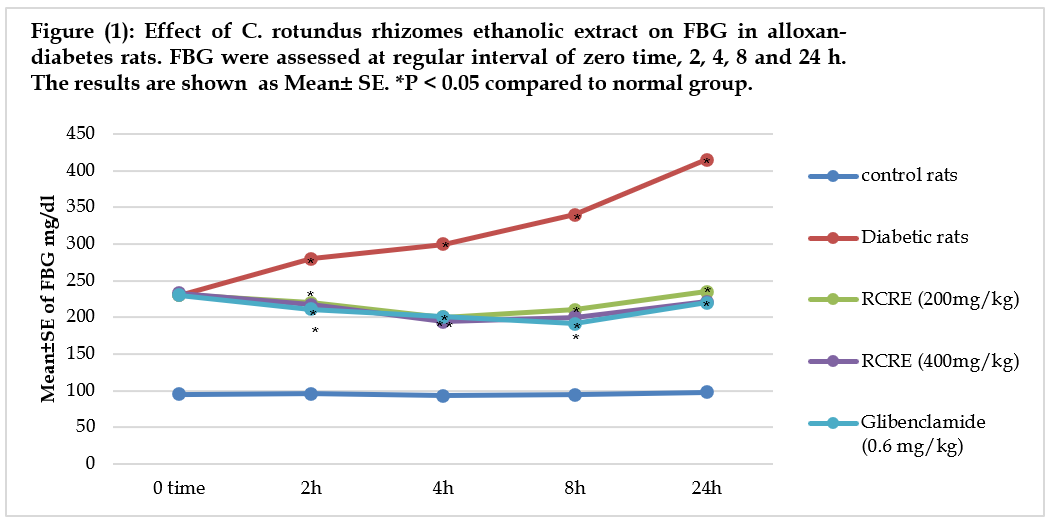 Figure (1): Effect of C. rotundus rhizomes ethanolic extract on FBG in alloxan-
diabetes rats. FBG were assessed at regular interval of zero time, 2, 4, 8 and 24 h.
The results are shown as Mean± SE. *P < 0.05 compared to normal group.
Mean±SE of FBG mg/dl
450
400
350
300
250
200
150
100
50
0
0 time
2h
4h
8h
24h
* * * *
* * * *
* * * *
* * * *
control rats
Diabetic rats
RCRE (200mg/kg)
RCRE (400mg/kg)
Glibenclamide
(0.6 mg/kg)